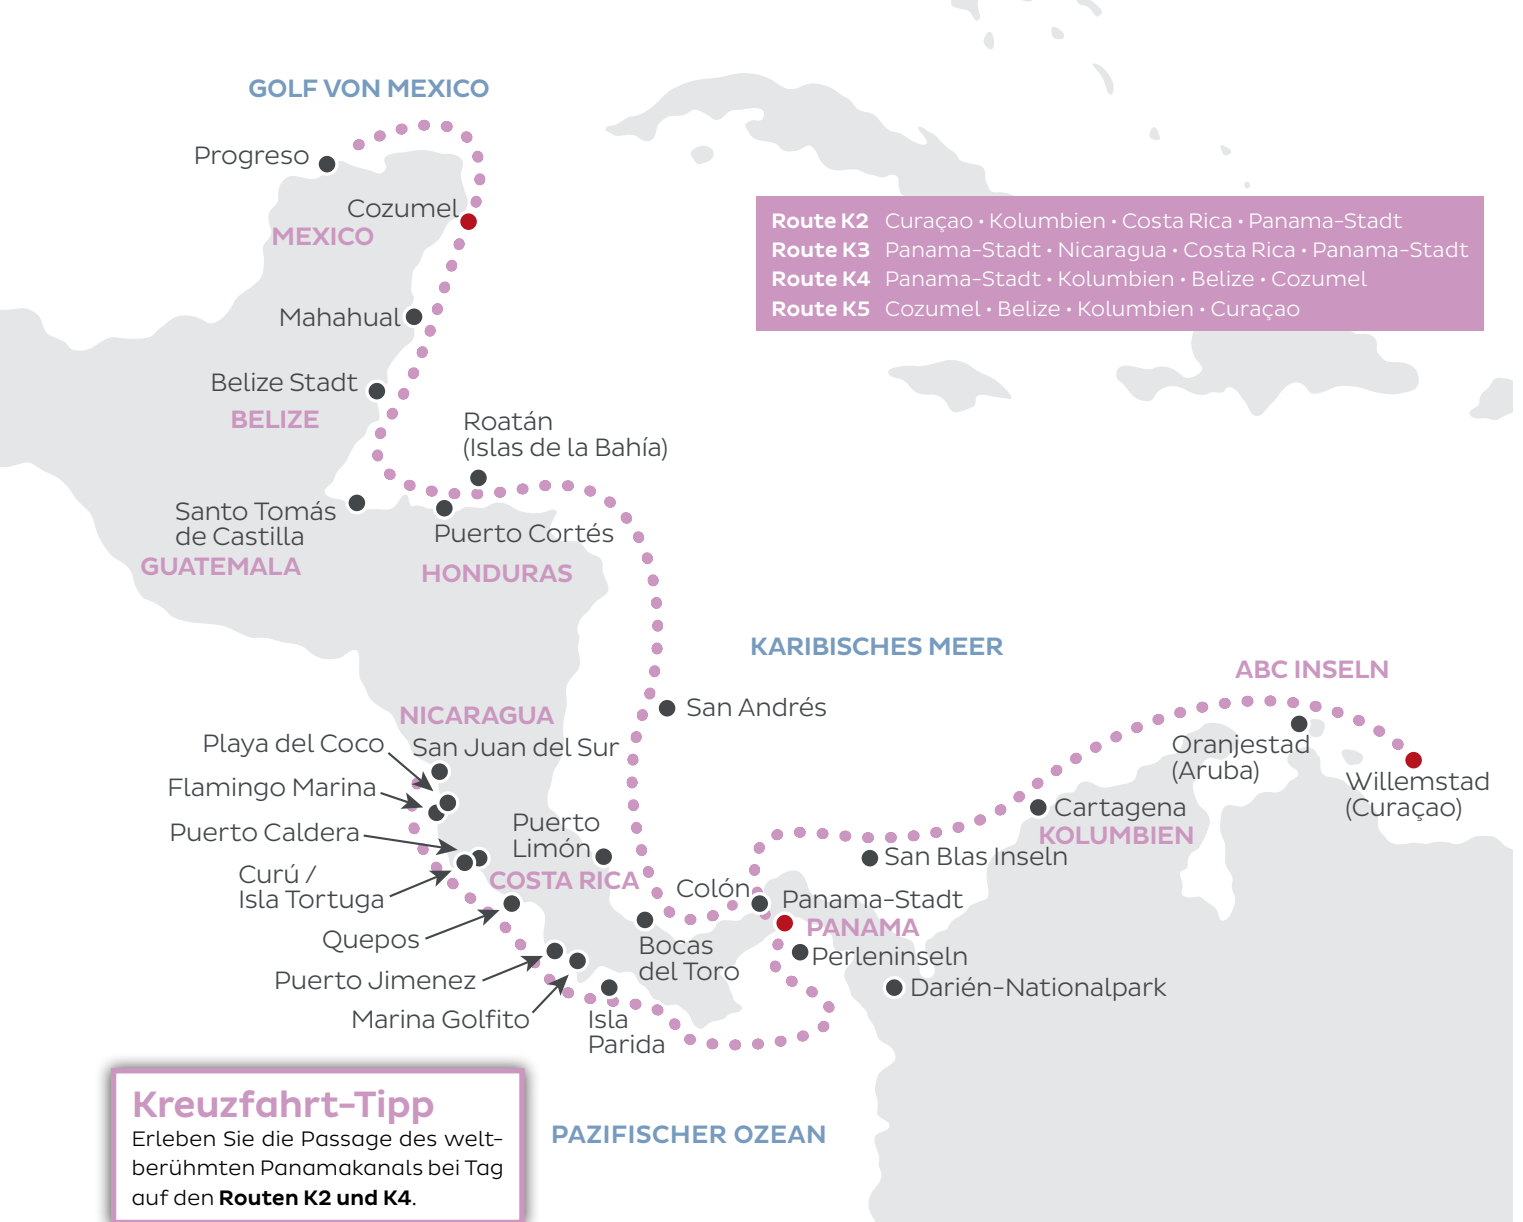 GOLF VON MEXICO
Progreso
Cozumel
MEXICO
Route K2 Curaçao • Kolumbien • Costa Rica • Panama-Stadt
Route K3 Panama-Stadt • Nicaragua • Costa Rica • Panama-Stadt
Route K4 Panama-Stadt • Kolumbien • Belize • Cozumel
Route K5 Cozumel • Belize • Kolumbien • Curaçao
Mahahual
Belize Stadt
BELIZE
Roatán
(Islas de la Bahía)
Santo Tomás
de Castilla
GUATEMALA
Puerto Cortés
HONDURAS
KARIBISCHES MEER
ABC INSELN
NICARAGUA
San Andrés
Playa del Coco
San Juan del Sur
Oranjestad
(Aruba)
Willemstad
(Curaçao)
Flamingo Marina
Cartagena
KOLUMBIEN
Puerto Caldera
Puerto
Limón
San Blas Inseln
Curú /
Isla Tortuga
COSTA RICA
Colón
Panama-Stadt
PANAMA
Quepos
Bocas
del Toro
Perleninseln
Puerto Jimenez
Darién-Nationalpark
Marina Golfito
Isla
Parida
Kreuzfahrt-Tipp
Erleben Sie die Passage des welt-
berühmten Panamakanals bei Tag
auf den Routen K2 und K4.
PAZIFISCHER OZEAN